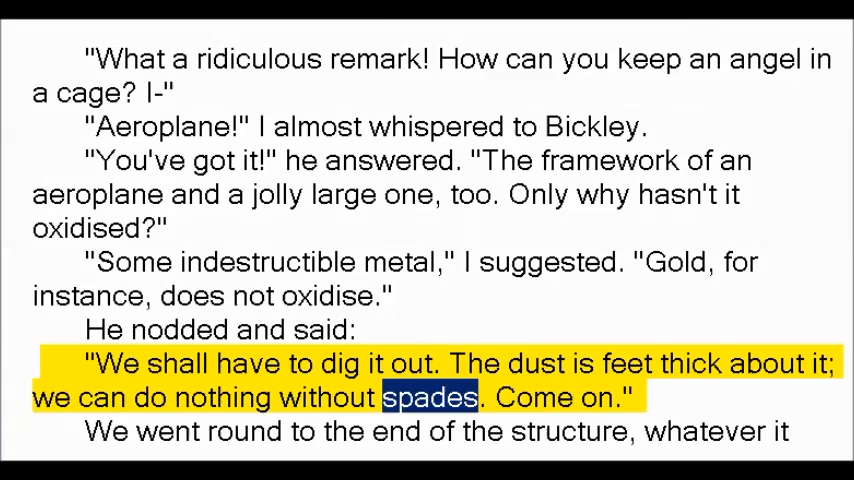 "What a ridiculous remark! How can you keep an angel in
a cage? I-"
"Aeroplane!" I almost whispered to Bickley.
"You've got it!" he answered. "The framework of an
aeroplane and a jolly large one, too. Only why hasn't it
oxidised?"
"Some indestructible metal," I suggested. "Gold, for
instance, does not oxidise."
He nodded and said:
"We shall have to dig it out. The dust is feet thick about it;
we can do nothing without spades. Come on."
We went round to the end of the structure, whatever it